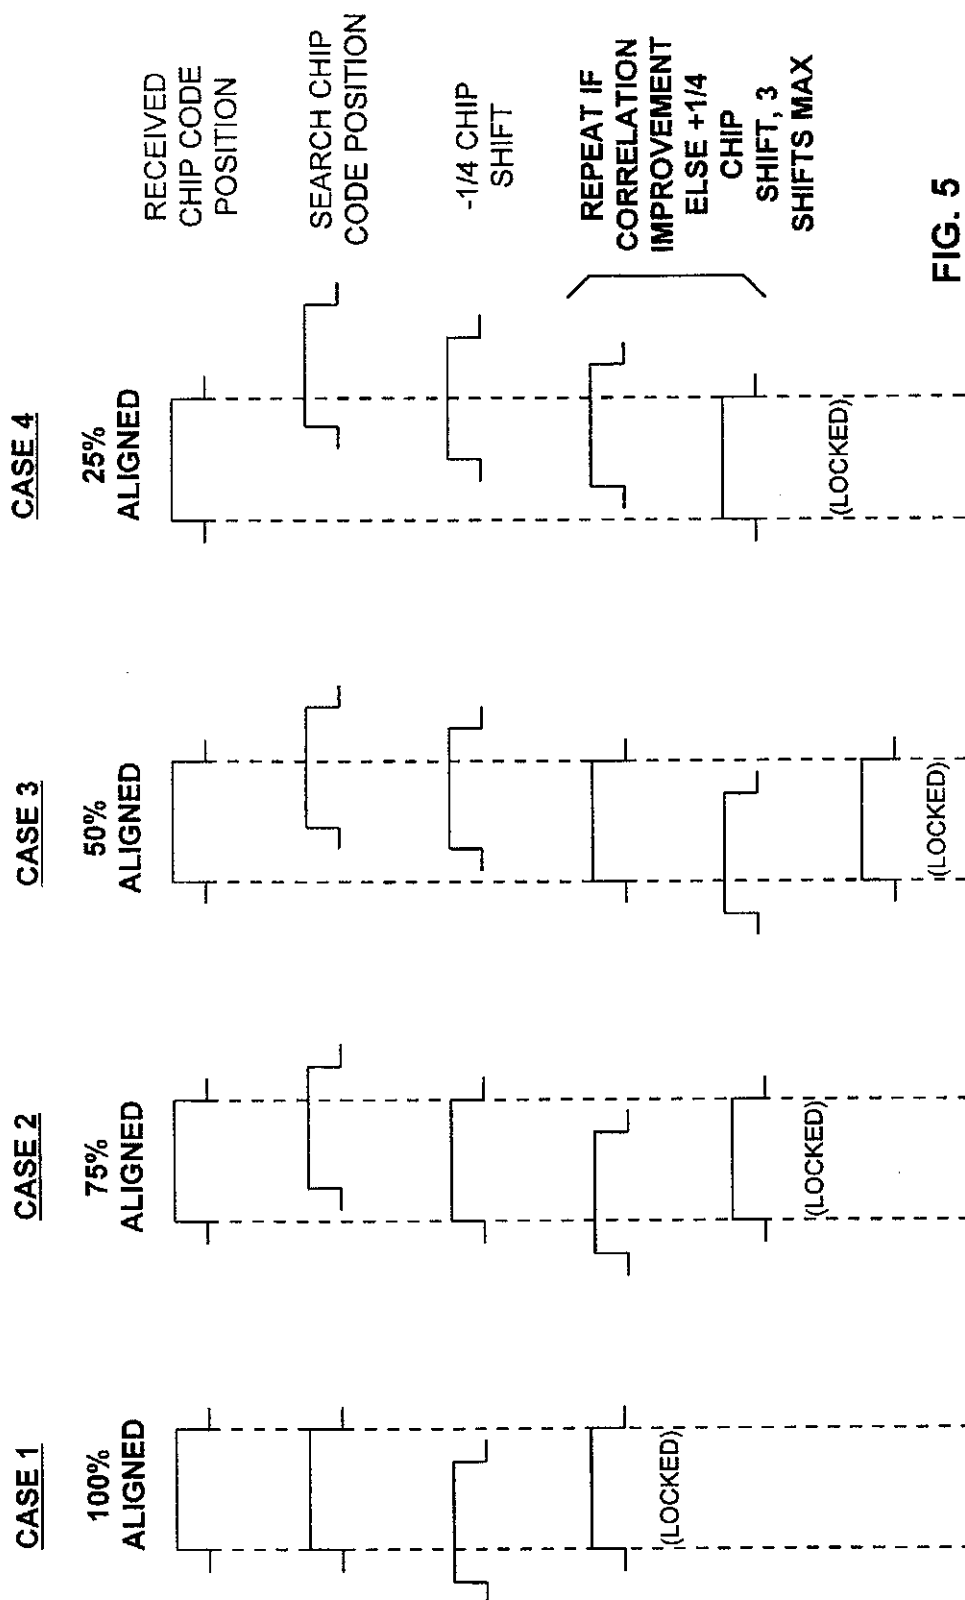 CASE 1
100%
ALIGNED
(LOCKED)
CASE 2
75%
ALIGNED
(LOCKED)
CASE 3
50%
ALIGNED
(LOCKED)
CASE 4
25%
ALIGNED
(LOCKED)
RECEIVED
CHIP CODE
POSITION
SEARCH CHIP
CODE POSITION
-1/4 CHIP
SHIFT
REPEAT IF
CORRELATION
IMPROVEMENT
ELSE +1/4
CHIP
SHIFT, 3
SHIFTS MAX
FIG. 5